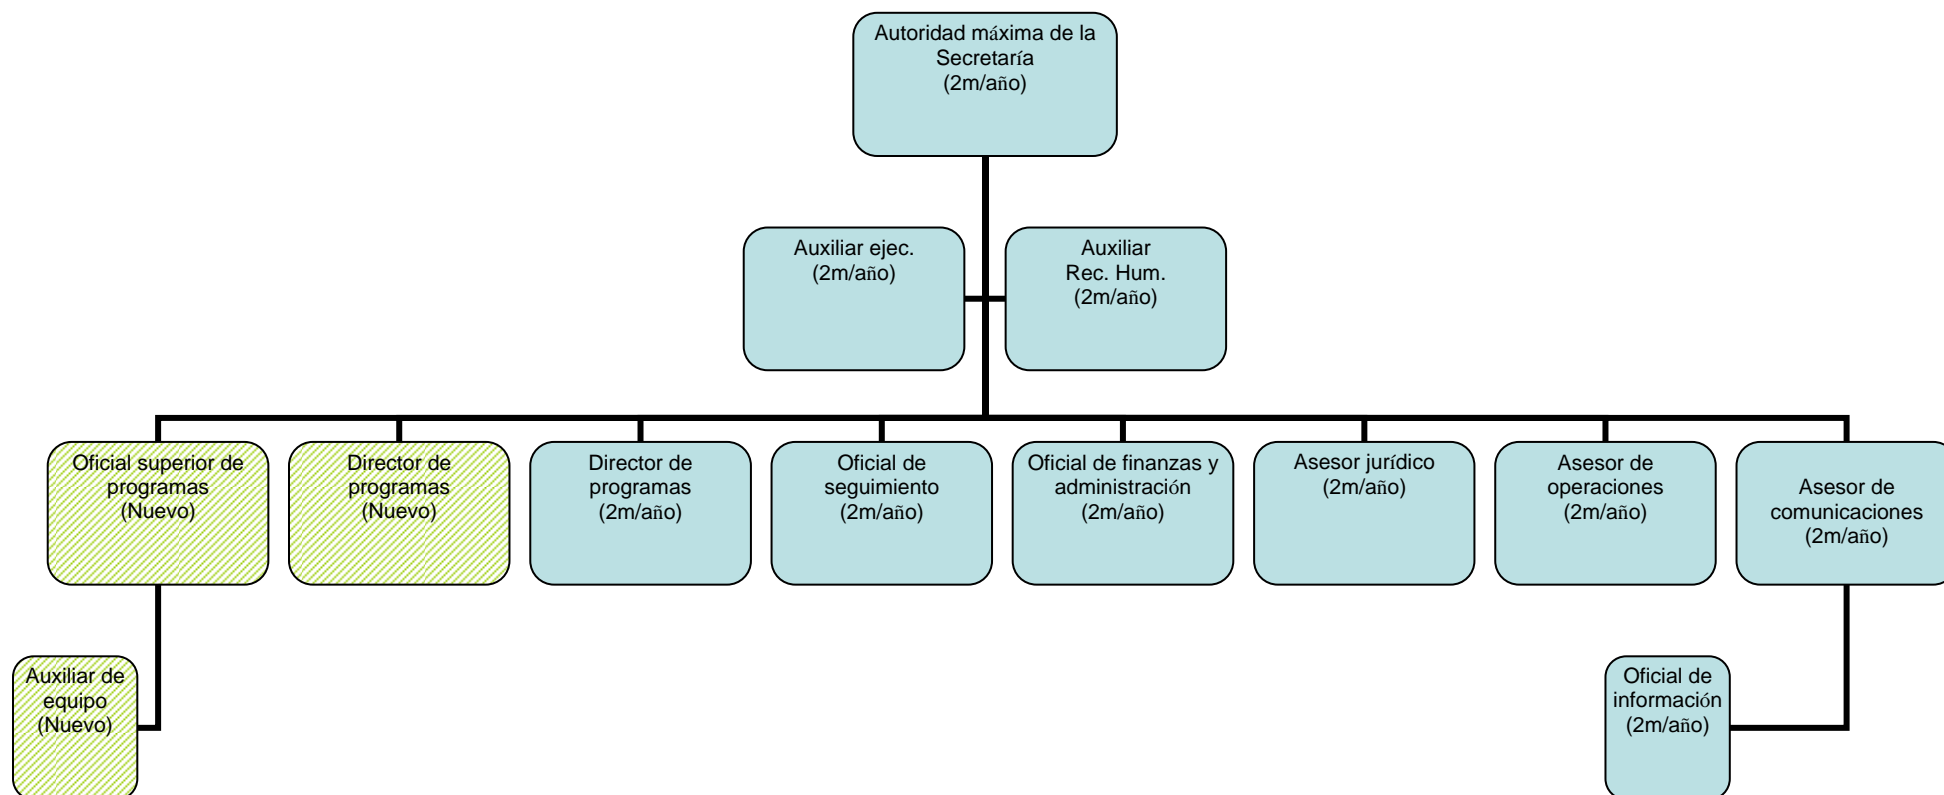 Autoridad máxima de la
Secretaría
(2m/año)
Auxiliar ejec.
(2m/año)
Auxiliar
Rec. Hum.
(2m/año)
Oficial superior de
programas
(Nuevo)
Director de
programas
(Nuevo)
Director de
programas
(2m/año)
Oficial de
seguimiento
(2m/año)
Oficial de finanzas y
administración
(2m/año)
Asesor jurídico
(2m/año)
Asesor de
operaciones
(2m/año)
Asesor de
comunicaciones
(2m/año)
Auxiliar de
equipo
(Nuevo)
Oficial de
información
(2m/año)